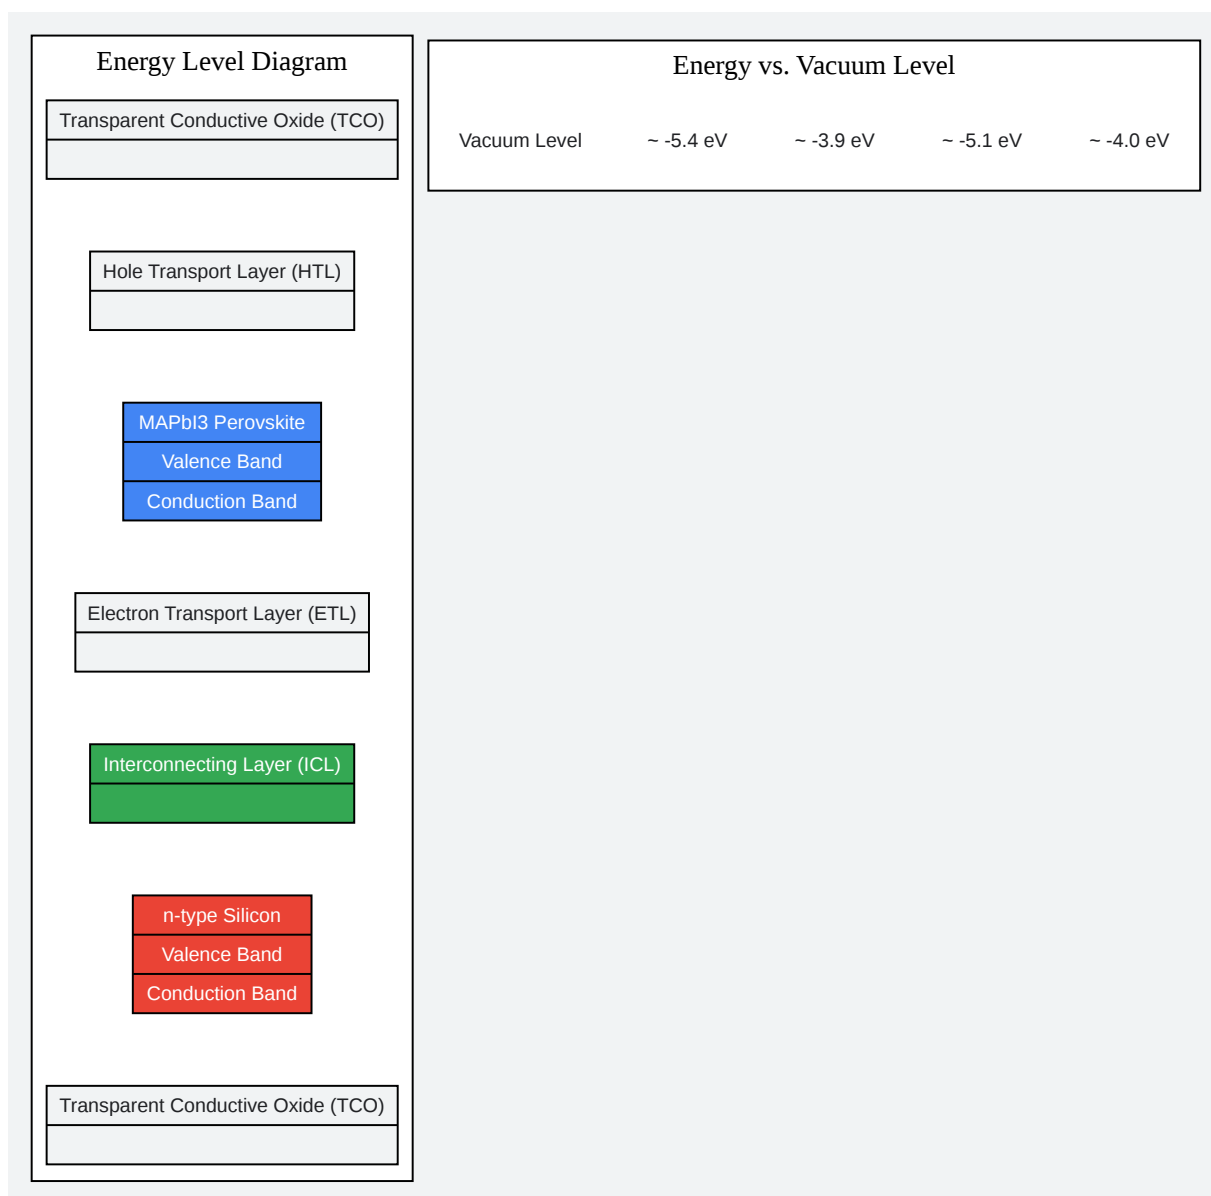 Energy Level Diagram
Transparent Conductive Oxide (TCO)
Hole Transport Layer (HTL)
MAPbI3 Perovskite
Valence Band
Conduction Band
Electron Transport Layer (ETL)
Interconnecting Layer (ICL)
n-type Silicon
Valence Band
Conduction Band
Transparent Conductive Oxide (TCO)
Energy vs. Vacuum Level
Vacuum Level ~ -5.4 eV ~ -3.9 eV ~ -5.1 eV ~ -4.0 eV